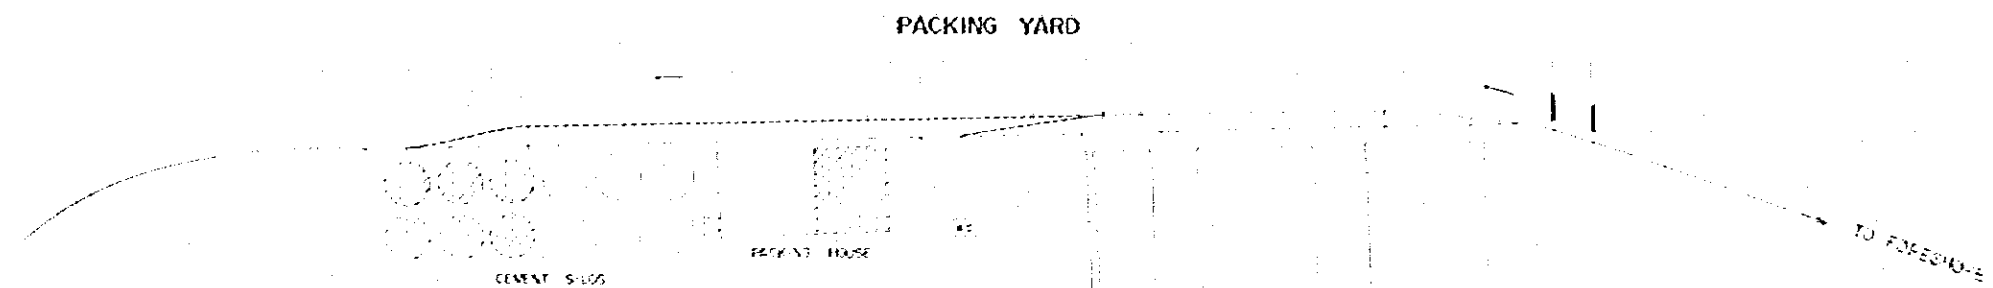 PACKING YARD
TO FORESHORE
PACKING HOUSE
CEMENT SILOS